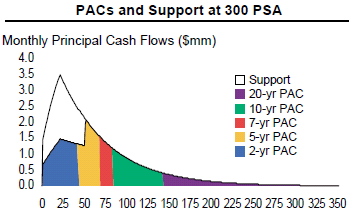 PACs and Support at 300 PSA
Monthly Principal Cash Flows ($mm)
4.0
3.5
3.0
2.5
2.0
1.5
1.0
0.5
0.0
Support
20-yr PAC
10-yr PAC
7-yr PAC
5-yr PAC
2-yr PAC
0 25 50 75 100 125 150 175 200 225 250 275 300 325 350